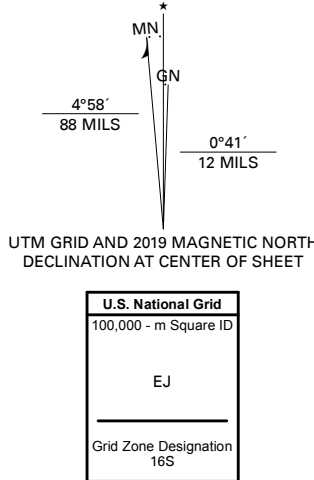 ★
MN
GN
4°58´
88 MILS
0°41´
12 MILS
UTM GRID AND 2019 MAGNETIC NORTH
DECLINATION AT CENTER OF SHEET
U.S. National Grid
100,000 - m Square ID
EJ
Grid Zone Designation
16S